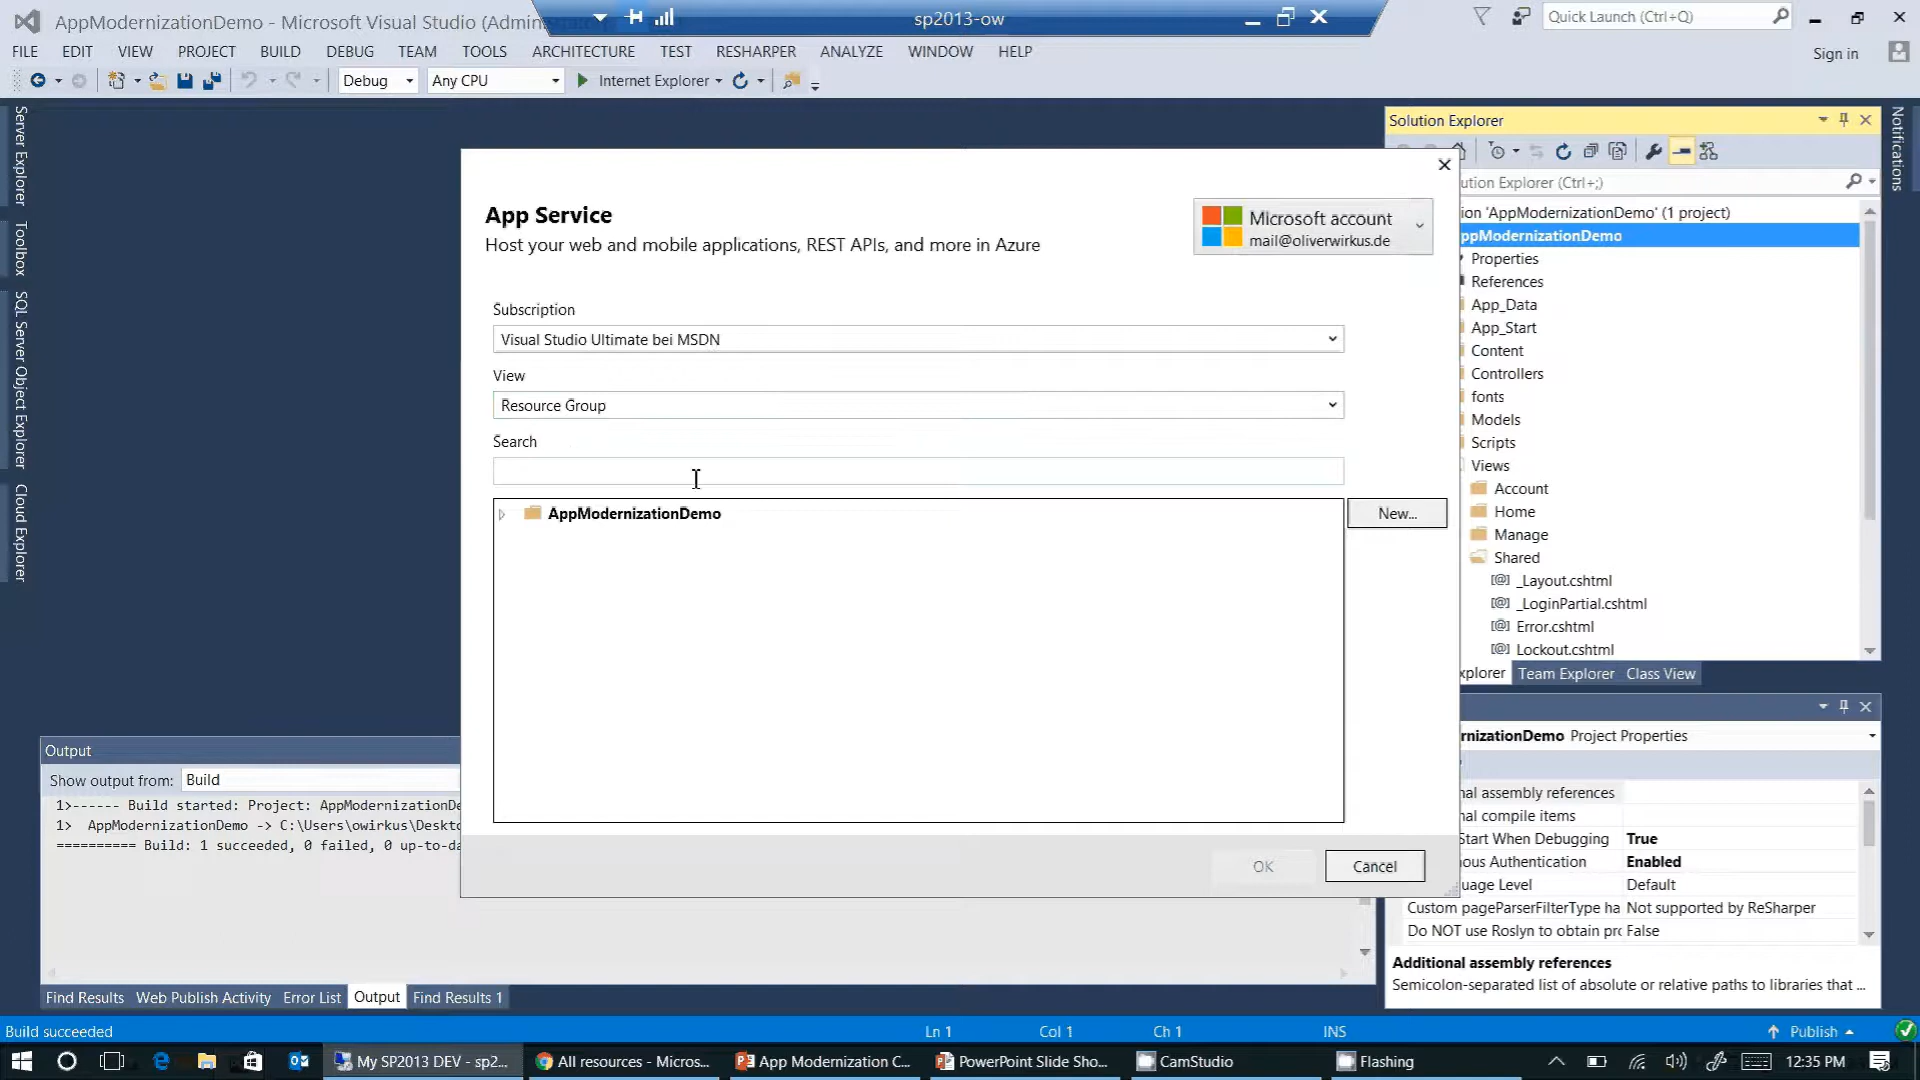 AppModernizationDemo - Microsoft Visual Studio (Admini
sp2013-ow
Quick Launch (Ctrl+Q)
FILE EDIT VIEW PROJECT BUILD DEBUG TEAM TOOLS ARCHITECTURE TEST RESHARPER ANALYZE WINDOW HELP
Sign in
Debug Any CPU Internet Explorer
Server Explorer
Toolbox
SQL Server Object Explorer
Cloud Explorer
App Service
Host your web and mobile applications, REST APIs, and more in Azure
Microsoft account
mail@oliverwirkus.de
Subscription
Visual Studio Ultimate bei MSDN
View
Resource Group
Search
AppModernizationDemo
New...
OK Cancel
Solution Explorer
ution Explorer (Ctrl+;)
ion 'AppModernizationDemo' (1 project)
ppModernizationDemo
Properties
References
App_Data
App_Start
Content
Controllers
fonts
Models
Scripts
Views
Account
Home
Manage
Shared
_Layout.cshtml
_LoginPartial.cshtml
Error.cshtml
Lockout.cshtml
xplorer Team Explorer Class View
Notifications
rnizationDemo Project Properties
nal assembly references
nal compile items
Start When Debugging True
ous Authentication Enabled
uage Level Default
Custom pageParserFilterType ha Not supported by ReSharper
Do NOT use Roslyn to obtain prc False
Additional assembly references
Semicolon-separated list of absolute or relative paths to libraries that ...
Output
Show output from: Build
1>------ Build started: Project: AppModernizationDe
1> AppModernizationDemo -> C:\Users\owirkus\Deskto
========== Build: 1 succeeded, 0 failed, 0 up-to-da
Find Results Web Publish Activity Error List Output Find Results 1
Build succeeded Ln 1 Col 1 Ch 1 INS Publish
My SP2013 DEV - sp2... All resources - Micros... App Modernization C... PowerPoint Slide Sho... CamStudio Flashing 12:35 PM